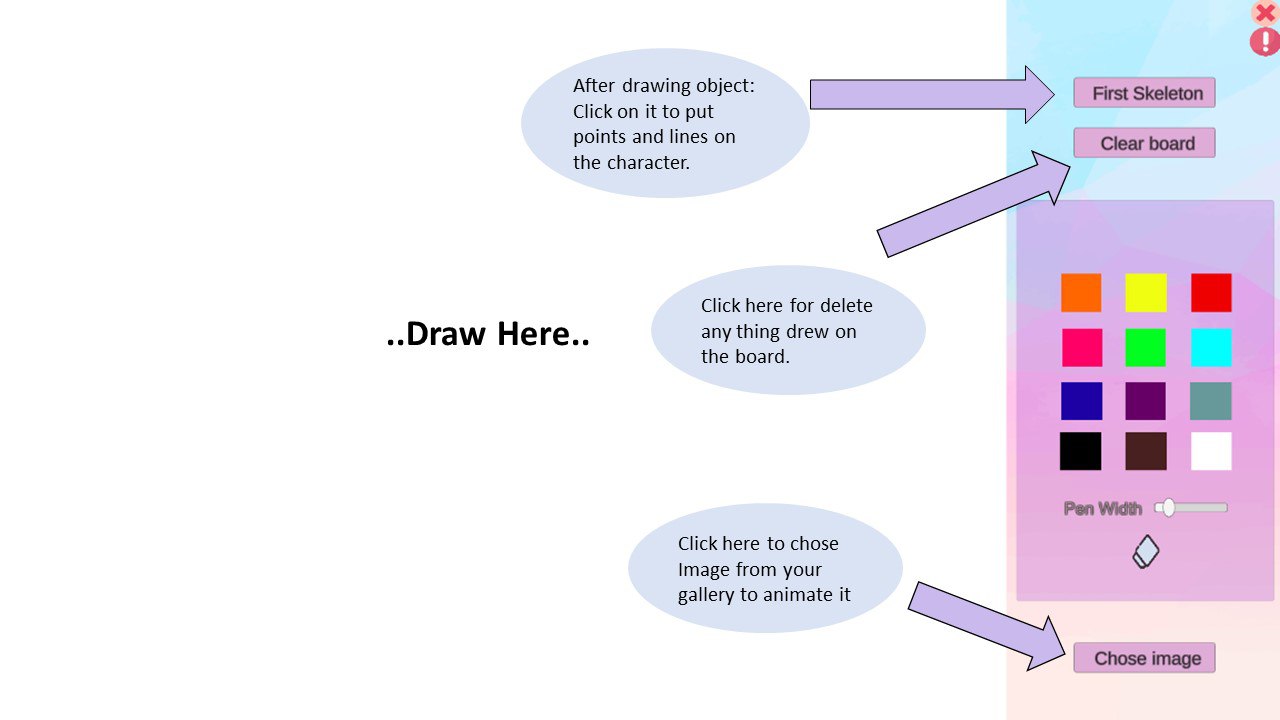 After drawing object:
Click on it to put
points and lines on
the character.
First Skeleton
Clear board
Click here for delete
any thing drew on
the board.
..Draw Here..
Pen Width
Click here to chose
Image from your
gallery to animate it
Chose image